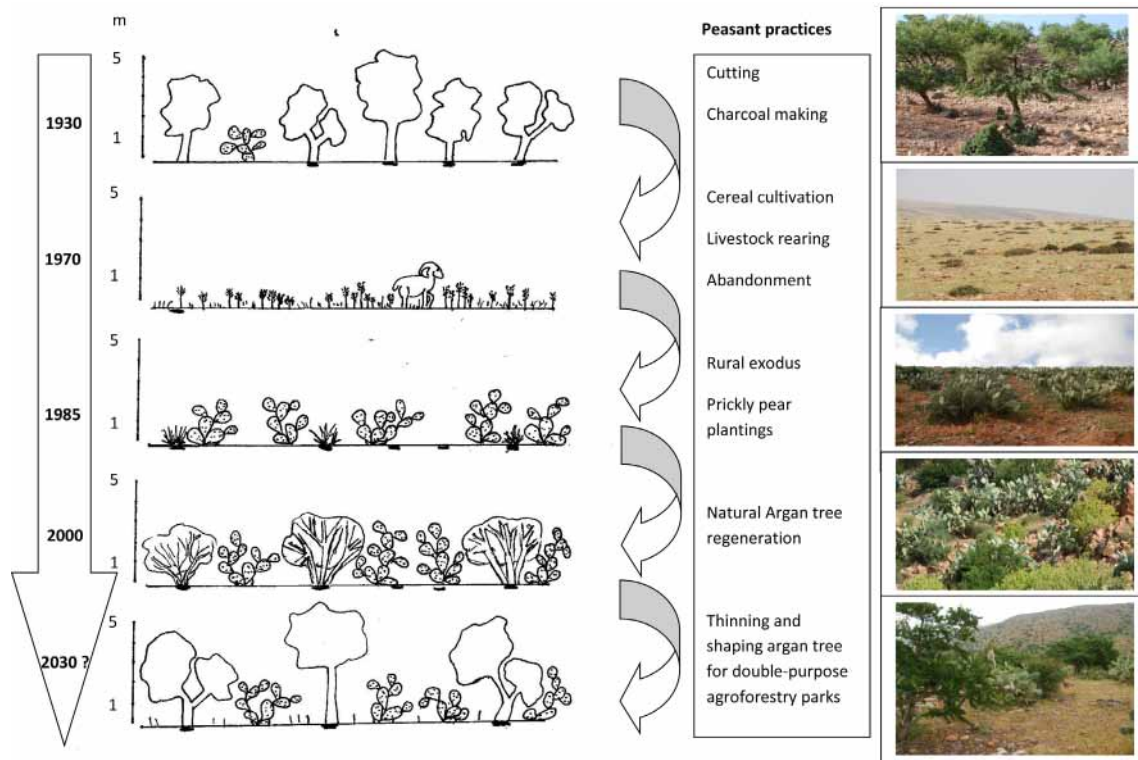 m
Peasant practices
5
1930
1
Cutting
Charcoal making
5
1970
1
Cereal cultivation
Livestock rearing
Abandonment
5
1985
1
Rural exodus
Prickly pear
plantings
5
2000
1
Natural Argan tree
regeneration
5
2030 ?
1
Thinning and
shaping argan tree
for double-purpose
agroforestry parks